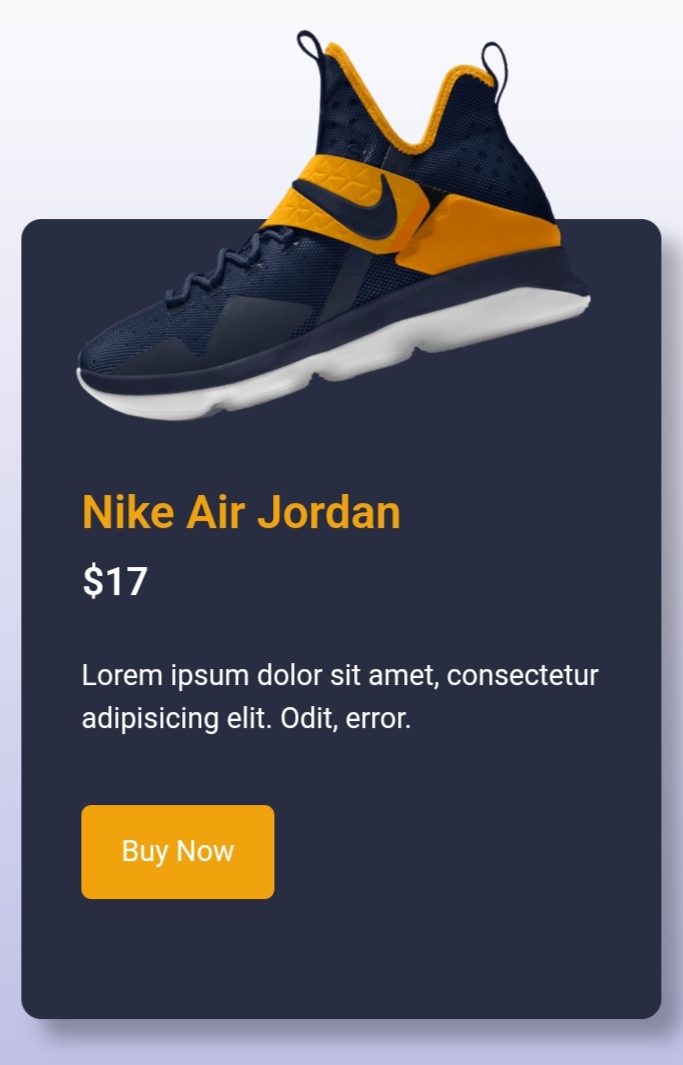 Nike Air Jordan
$17
Lorem ipsum dolor sit amet, consectetur
adipisicing elit. Odit, error.
Buy Now